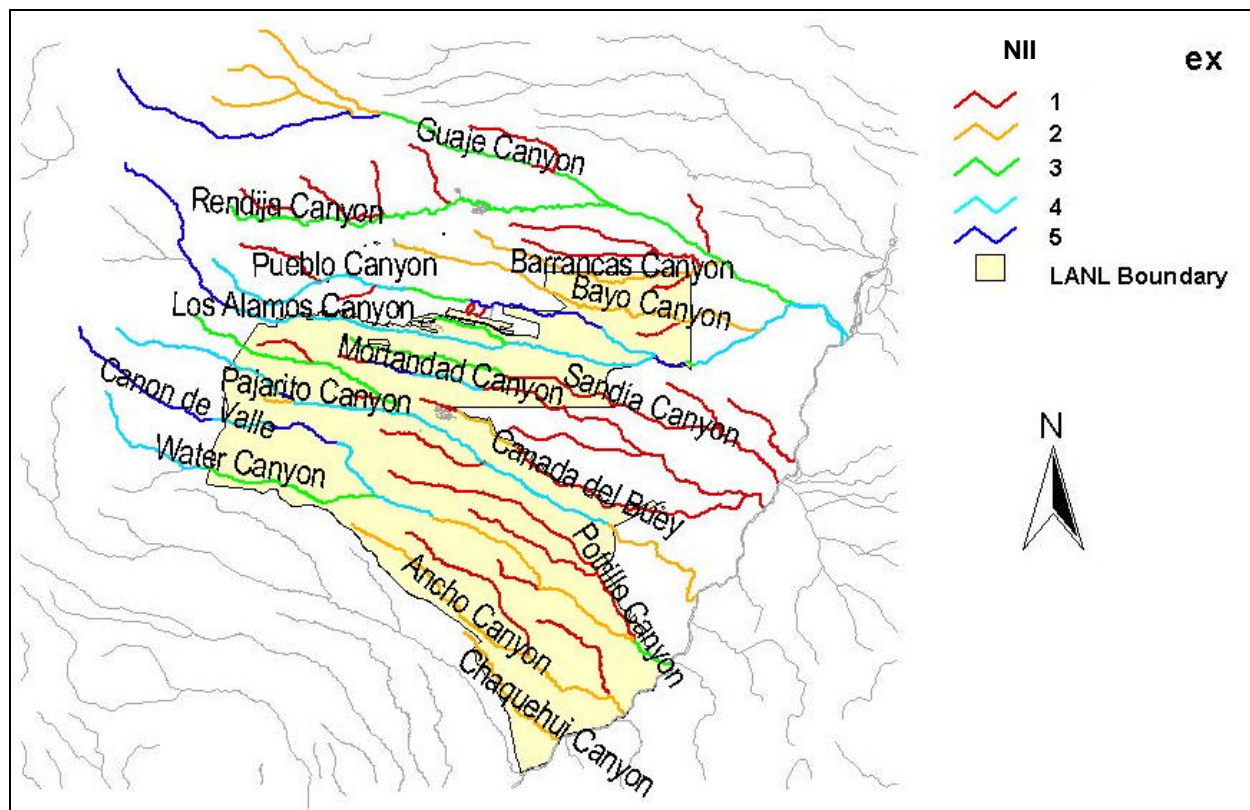 NII
ex
1
2
3
4
5
LANL Boundary
Guaje Canyon
Rendija Canyon
Pueblo Canyon
Barrancas Canyon
Bayo Canyon
Los Alamos Canyon
Mortandad Canyon
Sandia Canyon
Pajarito Canyon
Canon de Valle
Water Canyon
Canada del Buey
Potrillo Canyon
Ancho Canyon
Chaquehui Canyon
N